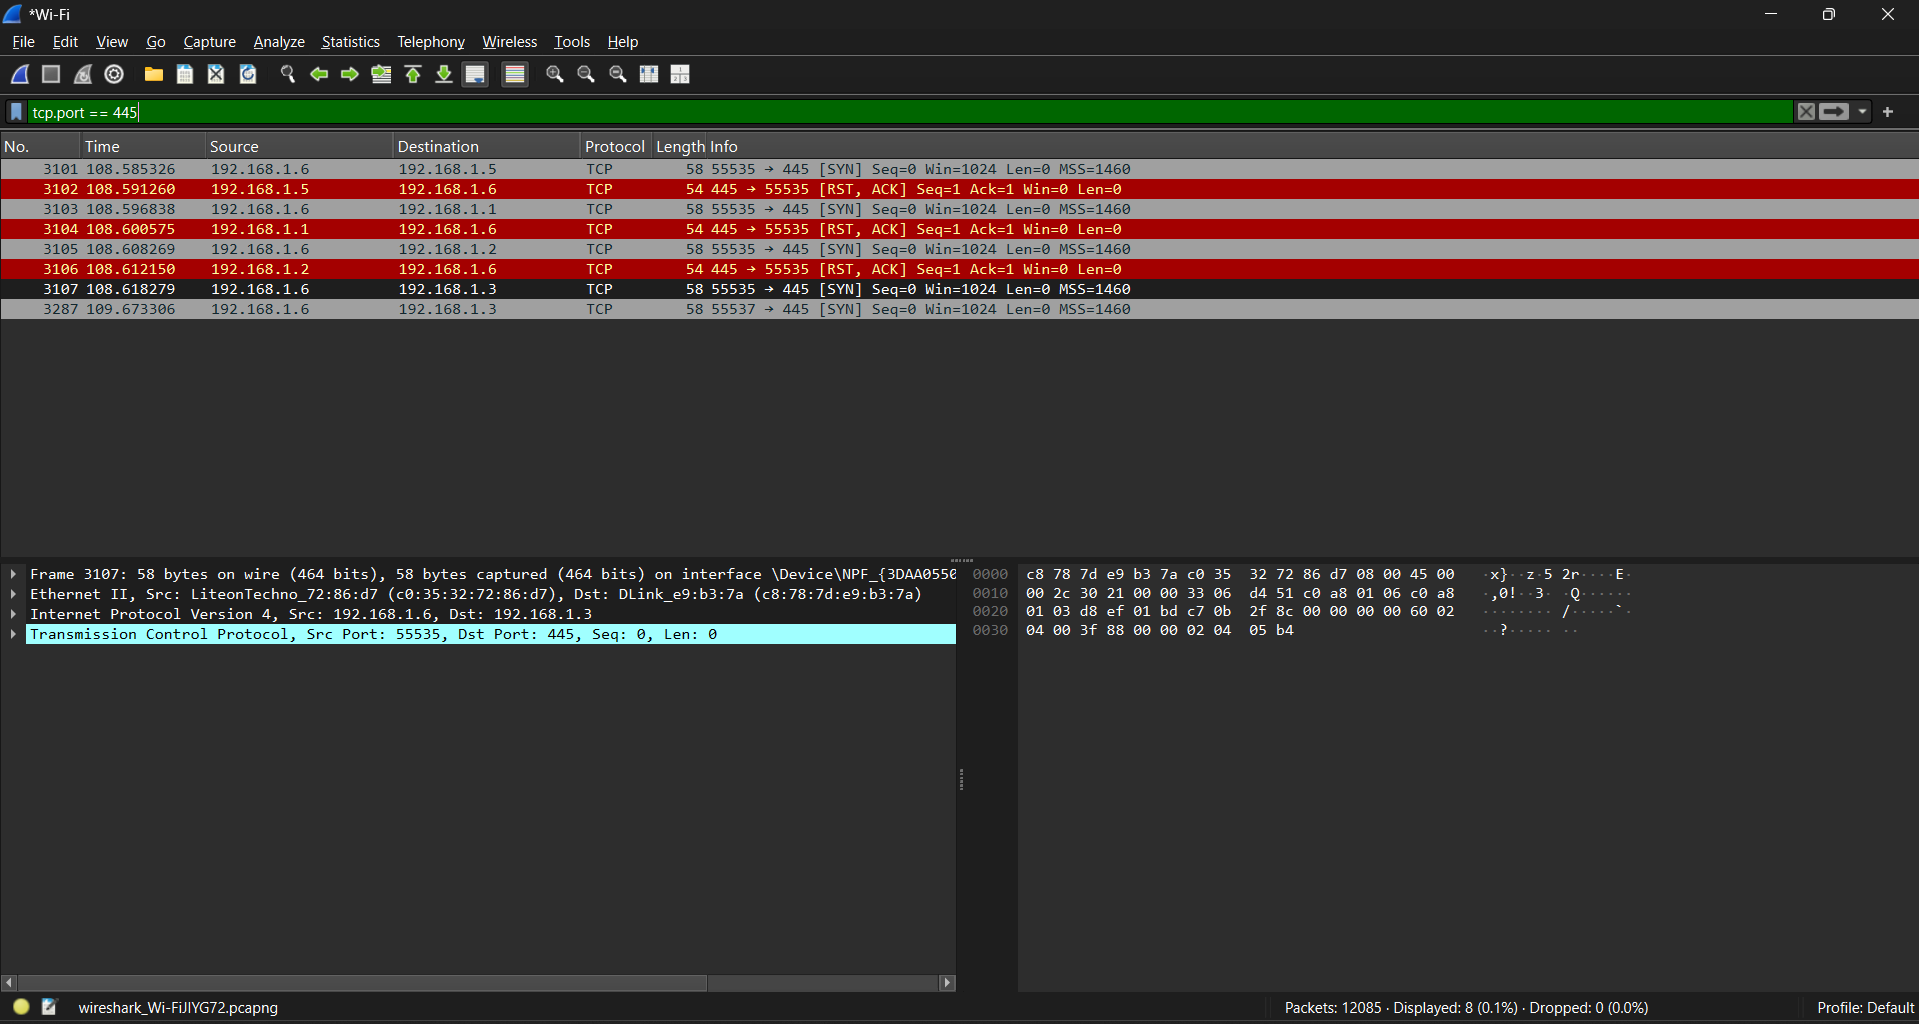 *Wi-Fi
File Edit View Go Capture Analyze Statistics Telephony Wireless Tools Help
tcp.port == 445
No. Time Source Destination Protocol Length Info
3101 108.585326 192.168.1.6 192.168.1.5 TCP 58 55535 → 445 [SYN] Seq=0 Win=1024 Len=0 MSS=1460
3102 108.591260 192.168.1.5 192.168.1.6 TCP 54 445 → 55535 [RST, ACK] Seq=1 Ack=1 Win=0 Len=0
3103 108.596838 192.168.1.6 192.168.1.1 TCP 58 55535 → 445 [SYN] Seq=0 Win=1024 Len=0 MSS=1460
3104 108.600575 192.168.1.1 192.168.1.6 TCP 54 445 → 55535 [RST, ACK] Seq=1 Ack=1 Win=0 Len=0
3105 108.608269 192.168.1.6 192.168.1.2 TCP 58 55535 → 445 [SYN] Seq=0 Win=1024 Len=0 MSS=1460
3106 108.612150 192.168.1.2 192.168.1.6 TCP 54 445 → 55535 [RST, ACK] Seq=1 Ack=1 Win=0 Len=0
3107 108.618279 192.168.1.6 192.168.1.3 TCP 58 55535 → 445 [SYN] Seq=0 Win=1024 Len=0 MSS=1460
3287 109.673306 192.168.1.6 192.168.1.3 TCP 58 55537 → 445 [SYN] Seq=0 Win=1024 Len=0 MSS=1460
Frame 3107: 58 bytes on wire (464 bits), 58 bytes captured (464 bits) on interface \Device\NPF_{3DAA0550
Ethernet II, Src: LiteonTechno_72:86:d7 (c0:35:32:72:86:d7), Dst: DLink_e9:b3:7a (c8:78:7d:e9:b3:7a)
Internet Protocol Version 4, Src: 192.168.1.6, Dst: 192.168.1.3
Transmission Control Protocol, Src Port: 55535, Dst Port: 445, Seq: 0, Len: 0
0000 c8 78 7d e9 b3 7a c0 35 32 72 86 d7 08 00 45 00 ·x}··z·5 2r····E·
0010 00 2c 30 21 00 00 33 06 d4 51 c0 a8 01 06 c0 a8 ·,0!··3· ·Q······
0020 01 03 d8 ef 01 bd c7 0b 2f 8c 00 00 00 00 60 02 ········ /·····`·
0030 04 00 3f 88 00 00 02 04 05 b4 ··?····· ··
wireshark_Wi-FiJIYG72.pcapng
Packets: 12085 · Displayed: 8 (0.1%) · Dropped: 0 (0.0%)
Profile: Default